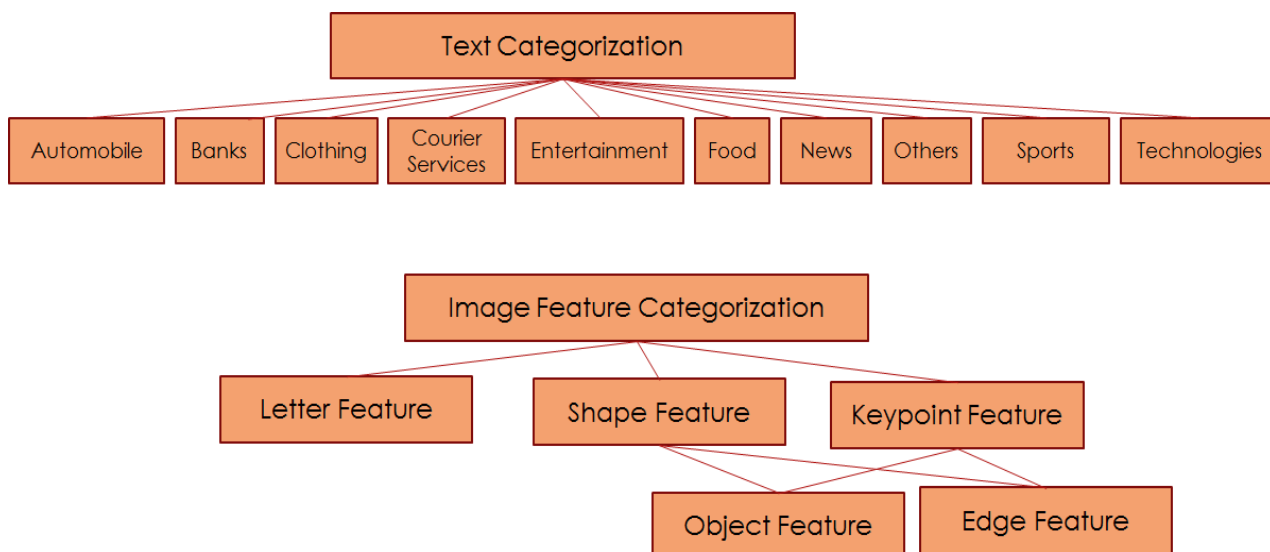 Text Categorization
Automobile
Banks
Clothing
Courier
Services
Entertainment
Food
News
Others
Sports
Technologies
Image Feature Categorization
Letter Feature
Shape Feature
Keypoint Feature
Object Feature
Edge Feature